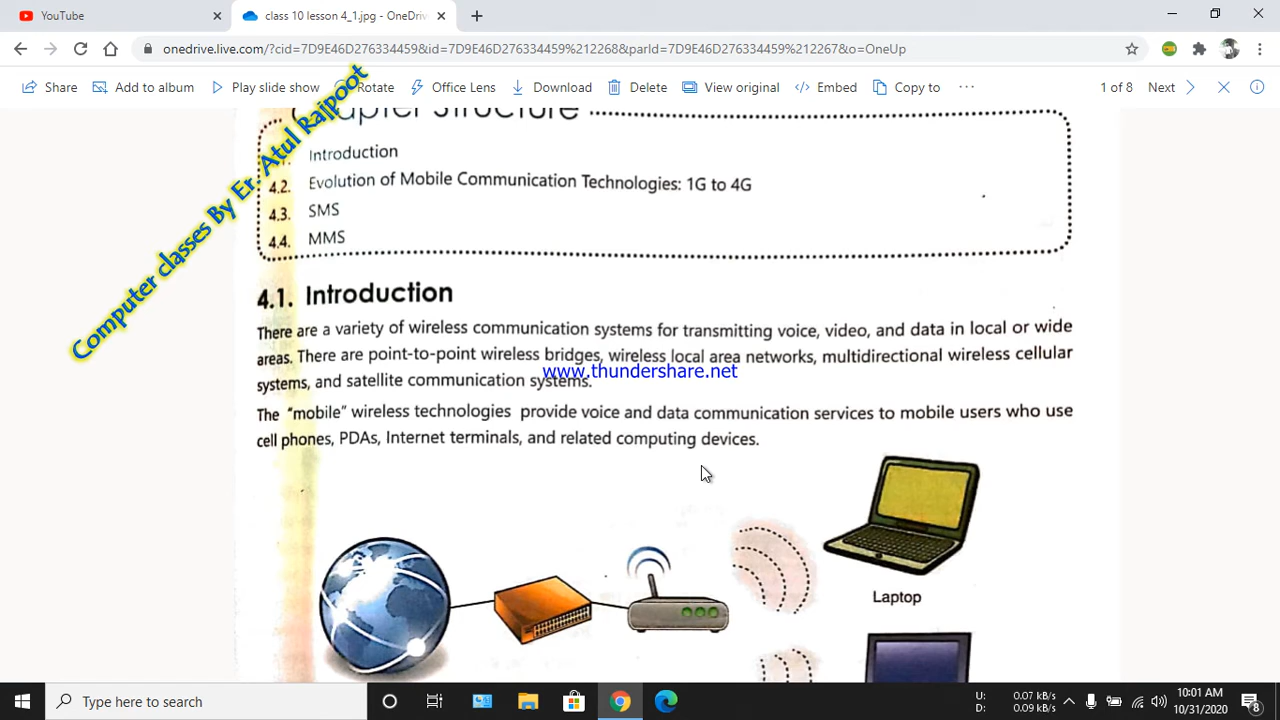 YouTube
class 10 lesson 4_1.jpg - OneDriv
onedrive.live.com/?cid=7D9E46D276334459&id=7D9E46D276334459%212268&parId=7D9E46D276334459%212267&o=OneUp
Share Add to album Play slide show Rotate Office Lens Download Delete View original Embed Copy to ... 1 of 8 Next
Chapter Structure
Introduction
4.2. Evolution of Mobile Communication Technologies: 1G to 4G
4.3. SMS
4.4. MMS
Computer classes By Er. Atul Rajpoot
4.1. Introduction
There are a variety of wireless communication systems for transmitting voice, video, and data in local or wide
areas. There are point-to-point wireless bridges, wireless local area networks, multidirectional wireless cellular
www.thundershare.net
systems, and satellite communication systems.
The "mobile" wireless technologies provide voice and data communication services to mobile users who use
cell phones, PDAs, Internet terminals, and related computing devices.
Laptop
Type here to search
U: 0.07 kB/s
D: 0.09 kB/s
10:01 AM
10/31/2020
8